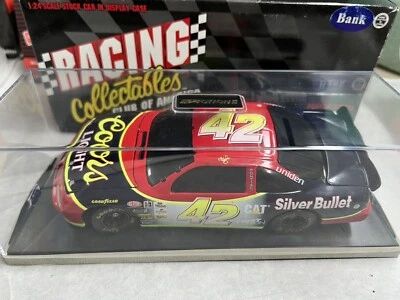 1:24 SCALE STOCK CAR IN DISPLAY CASE
RACING
Collectables
CLUB OF AMERICA
Bank
42
Coors
LIGHT
Uniden
GOODYEAR
42
CAT
Silver Bullet